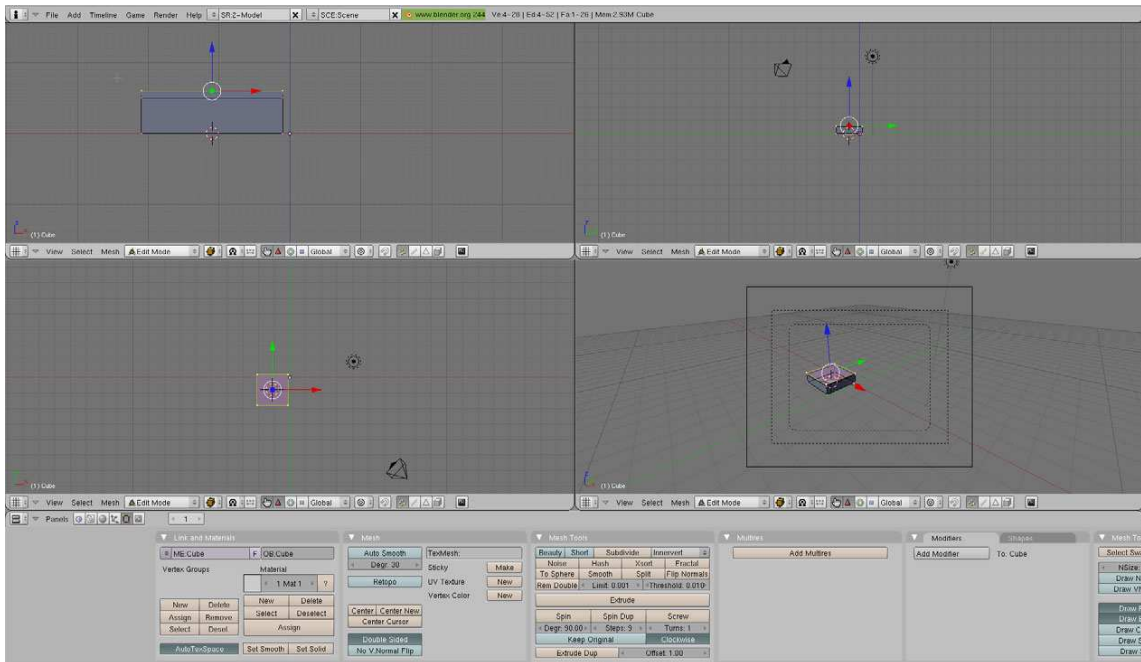 File Add Timeline Game Render Help SR:2-Model SCE:Scene www.blender.org 244 Ve:4-28 | Ed:4-52 | Fa:1-26 | Mem:2.93M Cube
(1) Cube
(1) Cube
View Select Mesh Edit Mode Global
View Select Mesh Edit Mode Global
(1) Cube
(1) Cube
View Select Mesh Edit Mode Global
View Select Mesh Edit Mode Global
Panels 1
Link and Materials
ME:Cube F OB:Cube
Vertex Groups Material
1 Mat 1 ?
New Delete New Delete
Assign Remove Select Deselect
Select Desel Assign
AutoTexSpace Set Smooth Set Solid
Mesh
Auto Smooth TexMesh:
Degr: 30 Sticky Make
Retopo UV Texture New
Vertex Color New
Center Center New
Center Cursor
Double Sided
No V.Normal Flip
Mesh Tools
Beauty Short Subdivide Innervert
Noise Hash Xsort Fractal
To Sphere Smooth Split Flip Normals
Rem Double Limit: 0.001 Threshold: 0.010
Extrude
Spin Spin Dup Screw
Degr: 90.00 Steps: 9 Turns: 1
Keep Original Clockwise
Extrude Dup Offset: 1.00
Multires
Add Multires
Modifiers Shapes
Add Modifier To: Cube
Mesh To
Select Swa
NSize:
Draw N
Draw VN
Draw F
Draw E
Draw C
Draw S
Draw S